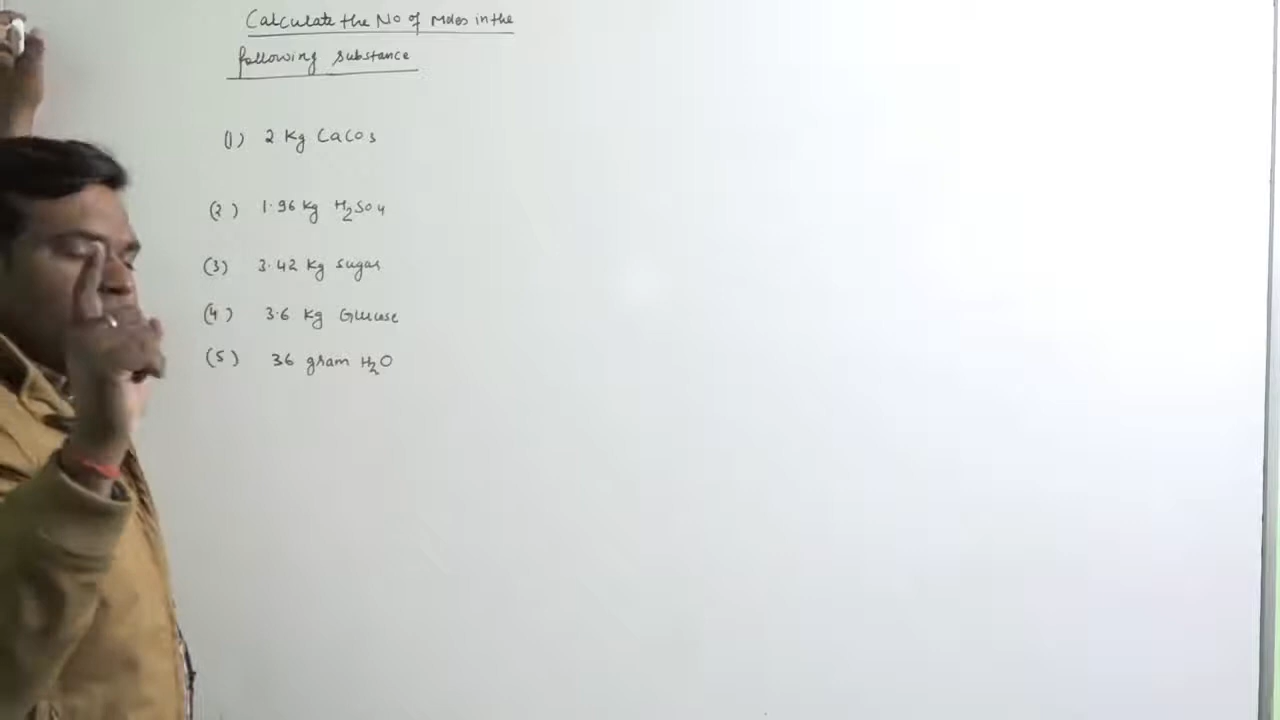 Calculate the No of Moles in the
following substance
(1) 2 Kg CaCO3
(2) 1.96 Kg H2SO4
(3) 3.42 Kg sugar
(4) 3.6 Kg Glucose
(5) 36 gram H2O